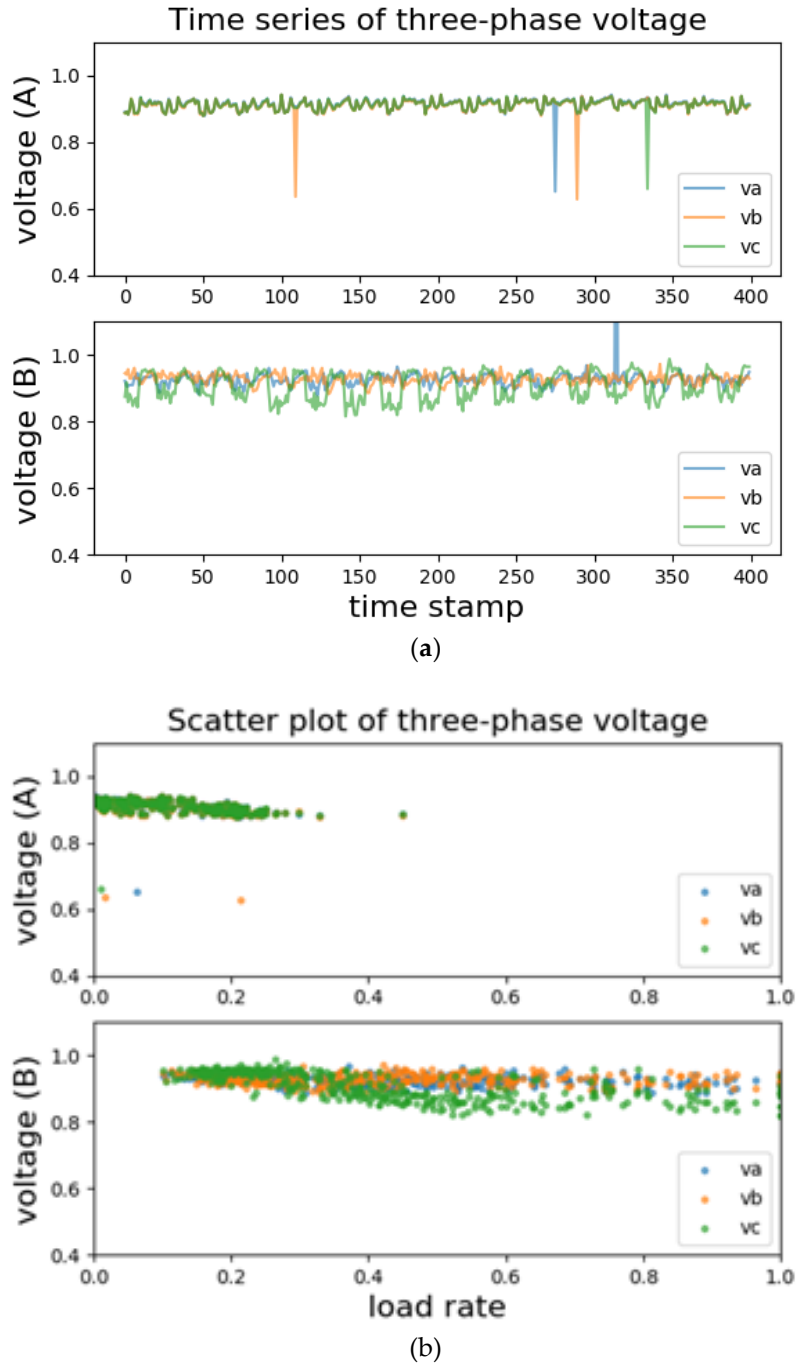 Time series of three-phase voltage
voltage (A)
1.0
0.8
0.6
0.4
va
vb
vc
0 50 100 150 200 250 300 350 400
voltage (B)
1.0
0.8
0.6
0.4
va
vb
vc
0 50 100 150 200 250 300 350 400
time stamp
(a)
Scatter plot of three-phase voltage
voltage (A)
1.0
0.8
0.6
0.4
va
vb
vc
0.0 0.2 0.4 0.6 0.8 1.0
voltage (B)
1.0
0.8
0.6
0.4
va
vb
vc
0.0 0.2 0.4 0.6 0.8 1.0
load rate
(b)